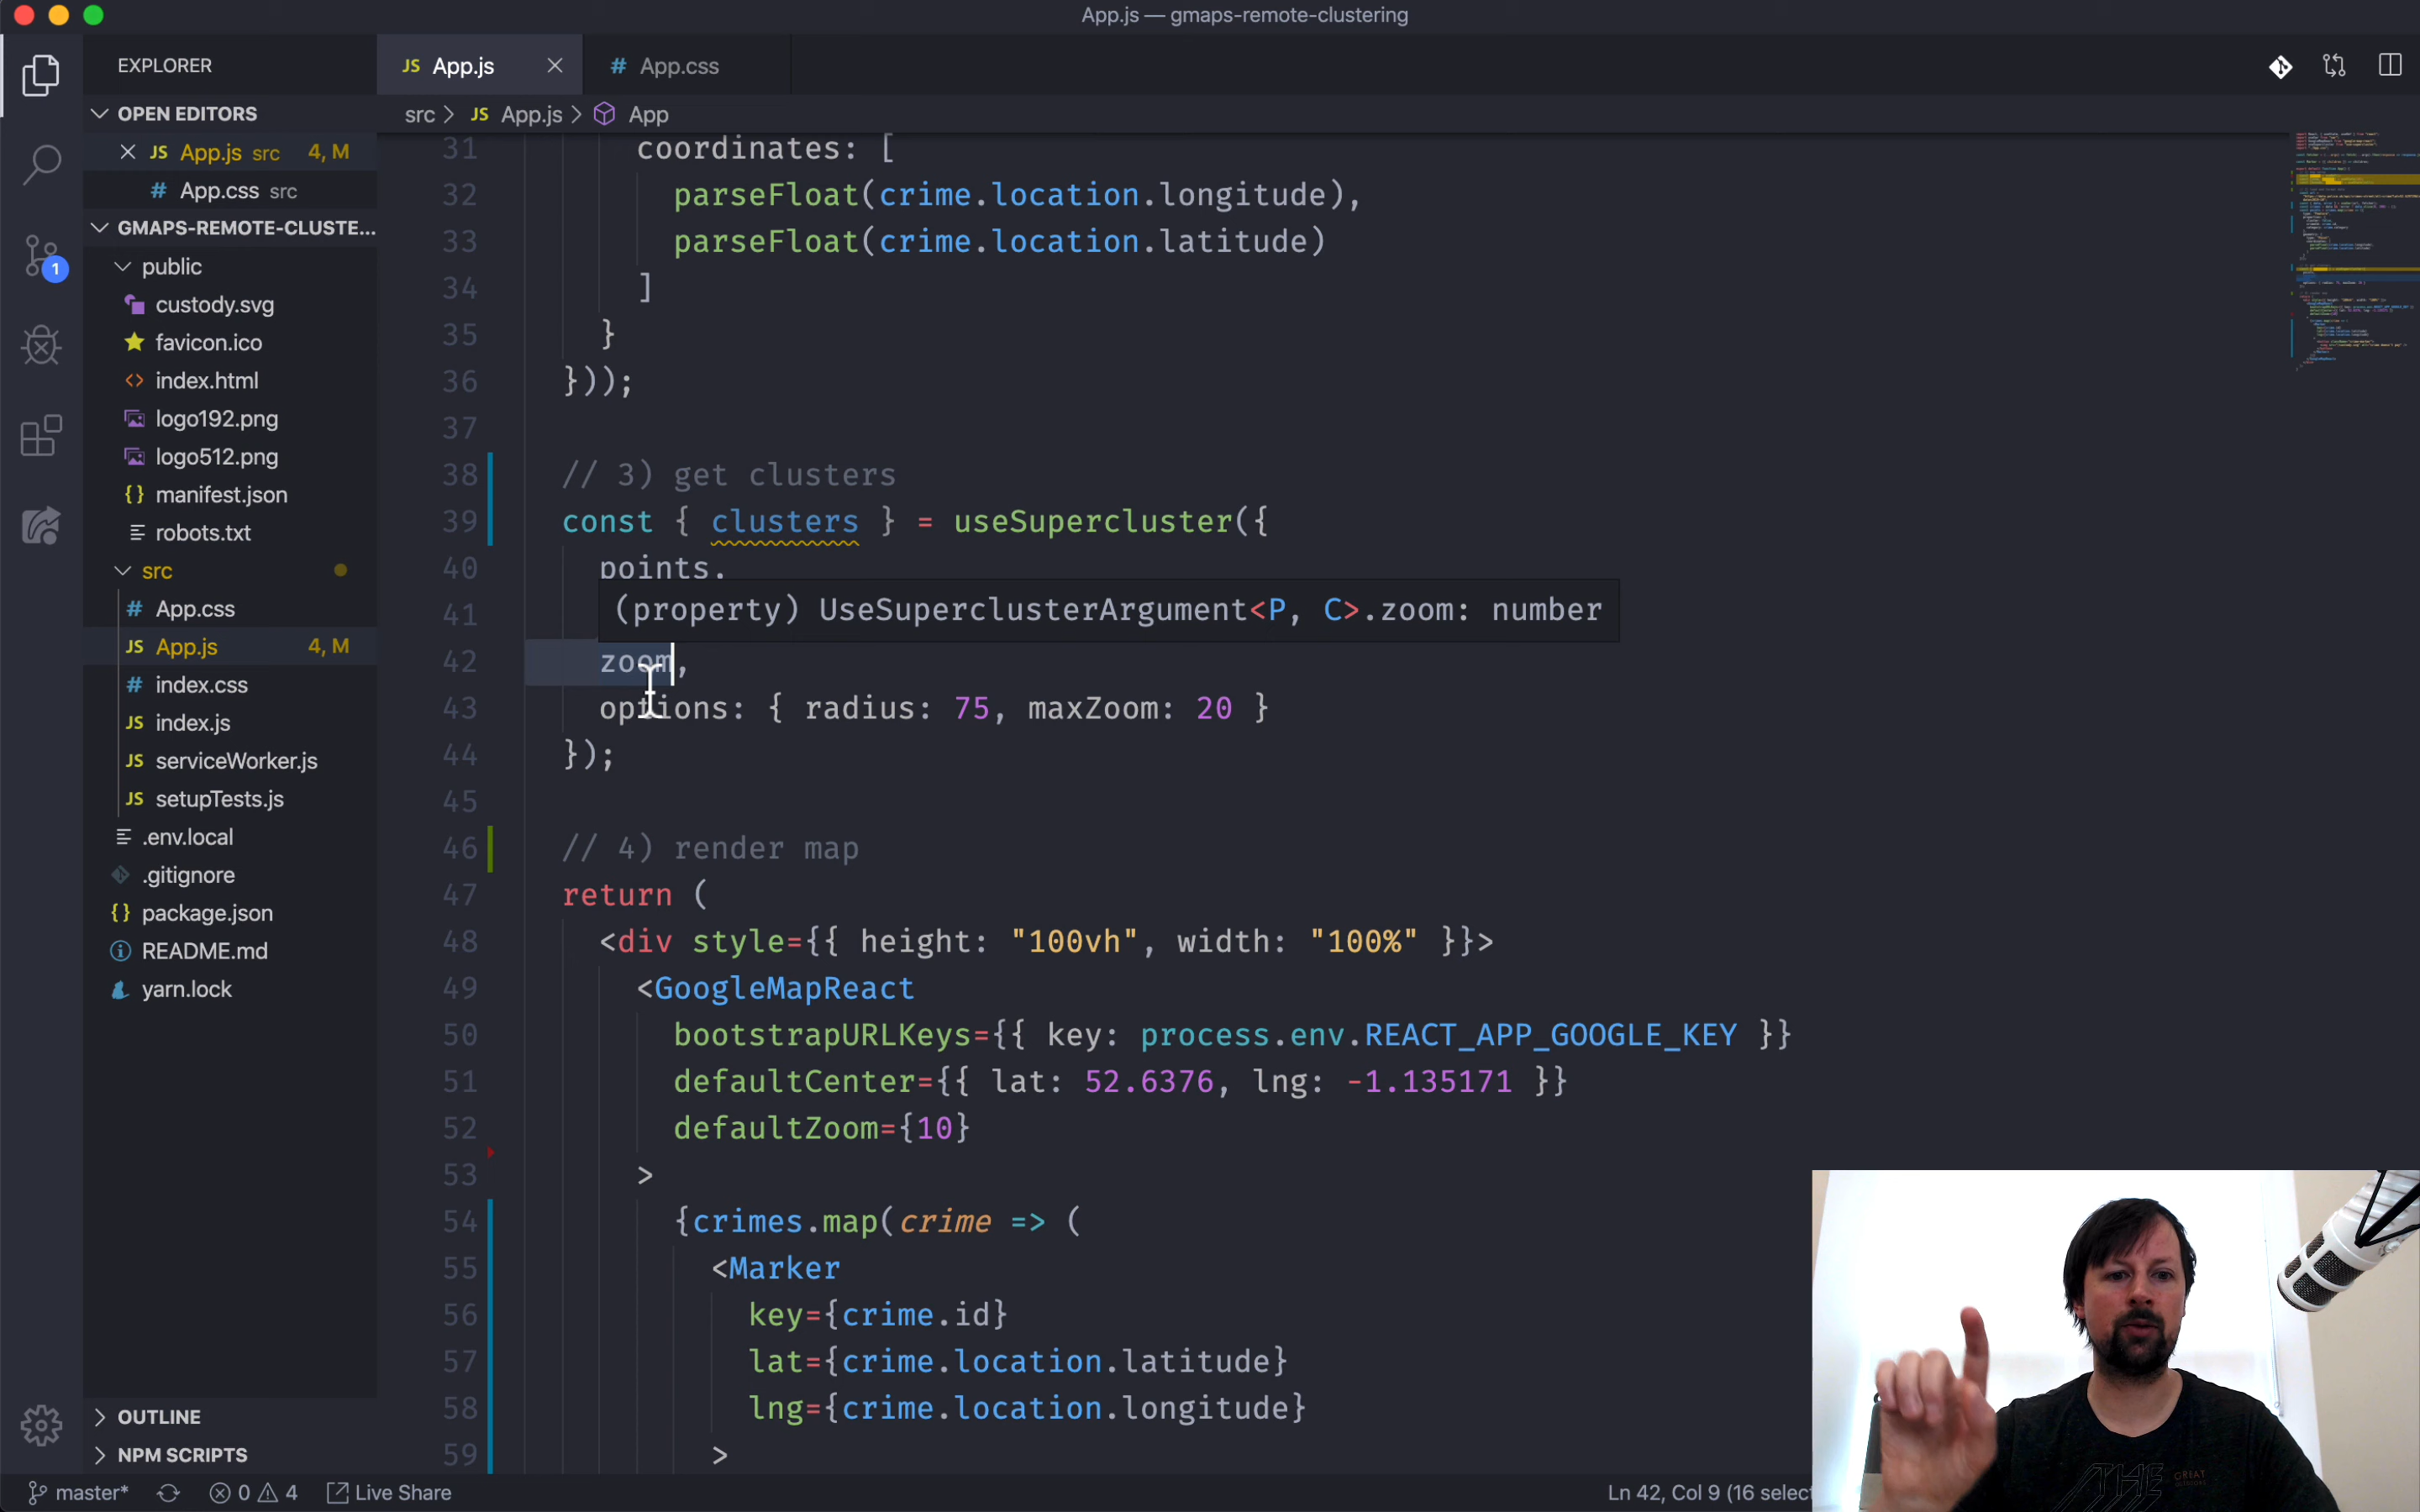 App.js — gmaps-remote-clustering
EXPLORER
JS App.js
# App.css
OPEN EDITORS
src > JS App.js > App
JS App.js src 4, M
# App.css src
GMAPS-REMOTE-CLUSTE...
public
custody.svg
favicon.ico
<> index.html
logo192.png
logo512.png
{} manifest.json
robots.txt
src
# App.css
JS App.js 4, M
# index.css
JS index.js
JS serviceWorker.js
JS setupTests.js
.env.local
.gitignore
{} package.json
README.md
yarn.lock
OUTLINE
NPM SCRIPTS
1
31 coordinates: [
32 parseFloat(crime.location.longitude),
33 parseFloat(crime.location.latitude)
34 ]
35 }
36 }));
37
38 // 3) get clusters
39 const { clusters } = useSupercluster({
40 points,
41 (property) UseSuperclusterArgument<P, C>.zoom: number
42 zoom,
43 options: { radius: 75, maxZoom: 20 }
44 });
45
46 // 4) render map
47 return (
48 <div style={{ height: "100vh", width: "100%" }}>
49 <GoogleMapReact
50 bootstrapURLKeys={{ key: process.env.REACT_APP_GOOGLE_KEY }}
51 defaultCenter={{ lat: 52.6376, lng: -1.135171 }}
52 defaultZoom={10}
53 >
54 {crimes.map(crime => (
55 <Marker
56 key={crime.id}
57 lat={crime.location.latitude}
58 lng={crime.location.longitude}
59 >
master* 0 4 Live Share
Ln 42, Col 9 (16 select
THE
GREAT